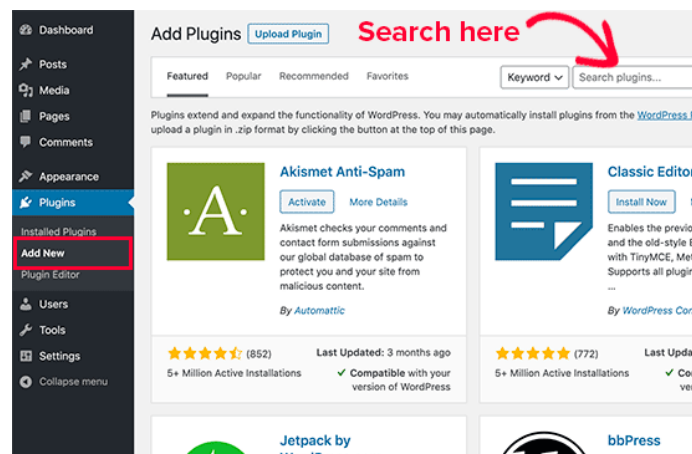 Dashboard
Posts
Media
Pages
Comments
Appearance
Plugins
Installed Plugins
Add New
Plugin Editor
Users
Tools
Settings
Collapse menu
Add Plugins
Upload Plugin
Search here
Featured Popular Recommended Favorites
Keyword
Search plugins...
Plugins extend and expand the functionality of WordPress. You may automatically install plugins from the WordPress
upload a plugin in .zip format by clicking the button at the top of this page.
·A·
Akismet Anti-Spam
Activate More Details
Akismet checks your comments and
contact form submissions against
our global database of spam to
protect you and your site from
malicious content.
By Automattic
(852)
Last Updated: 3 months ago
5+ Million Active Installations
Compatible with your
version of WordPress
Classic Editor
Install Now
Enables the previo
and the old-style E
with TinyMCE, Met
Supports all plugin
...
By WordPress Con
(772)
Last Upda
5+ Million Active Installations
Co
ve
Jetpack by
bbPress